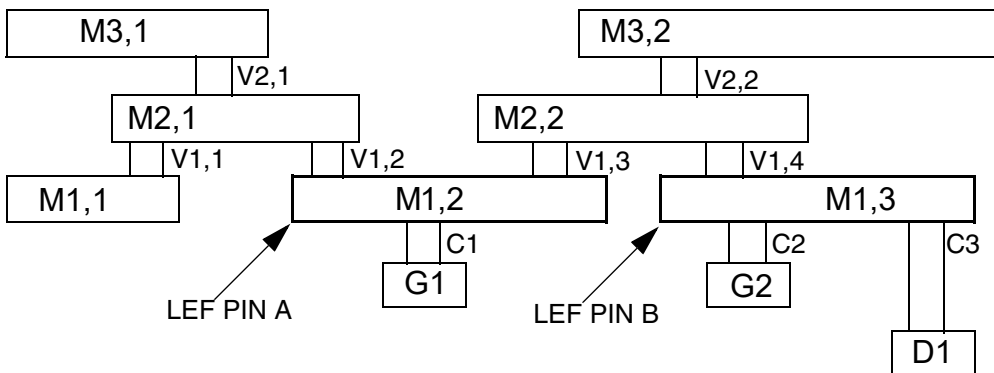 M3,1 M3,2
V2,1 V2,2
M2,1 M2,2
V1,1 V1,2 V1,3 V1,4
M1,1 M1,2 M1,3
C1 C2 C3
G1 G2
LEF PIN A LEF PIN B
D1